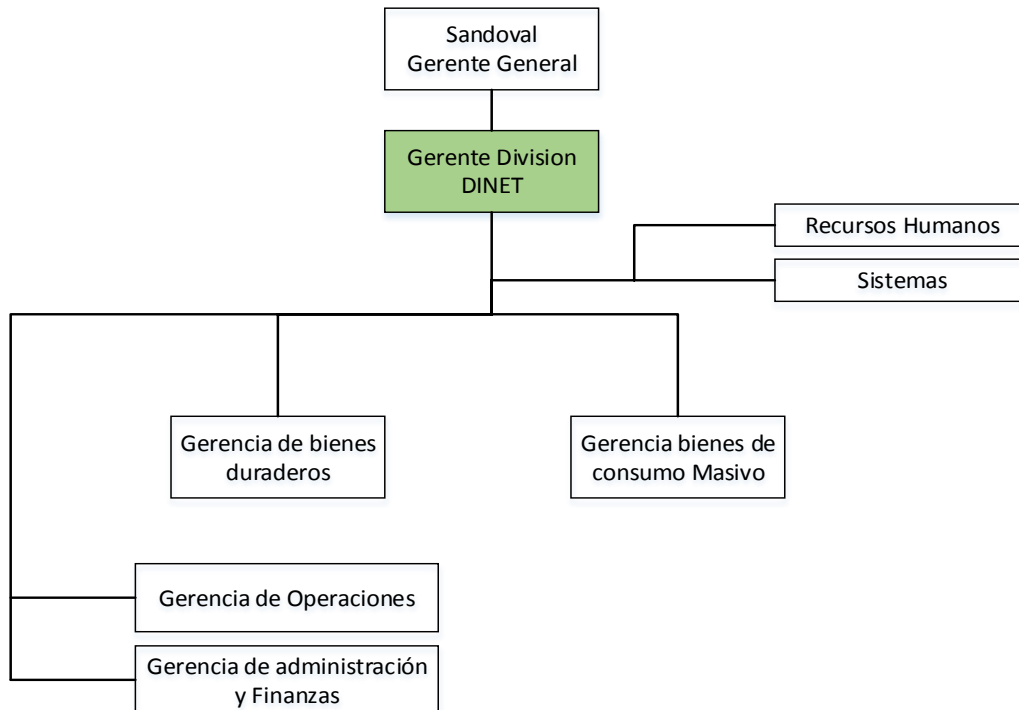 Sandoval
Gerente General
Gerente Division
DINET
Recursos Humanos
Sistemas
Gerencia de bienes
duraderos
Gerencia bienes de
consumo Masivo
Gerencia de Operaciones
Gerencia de administración
y Finanzas